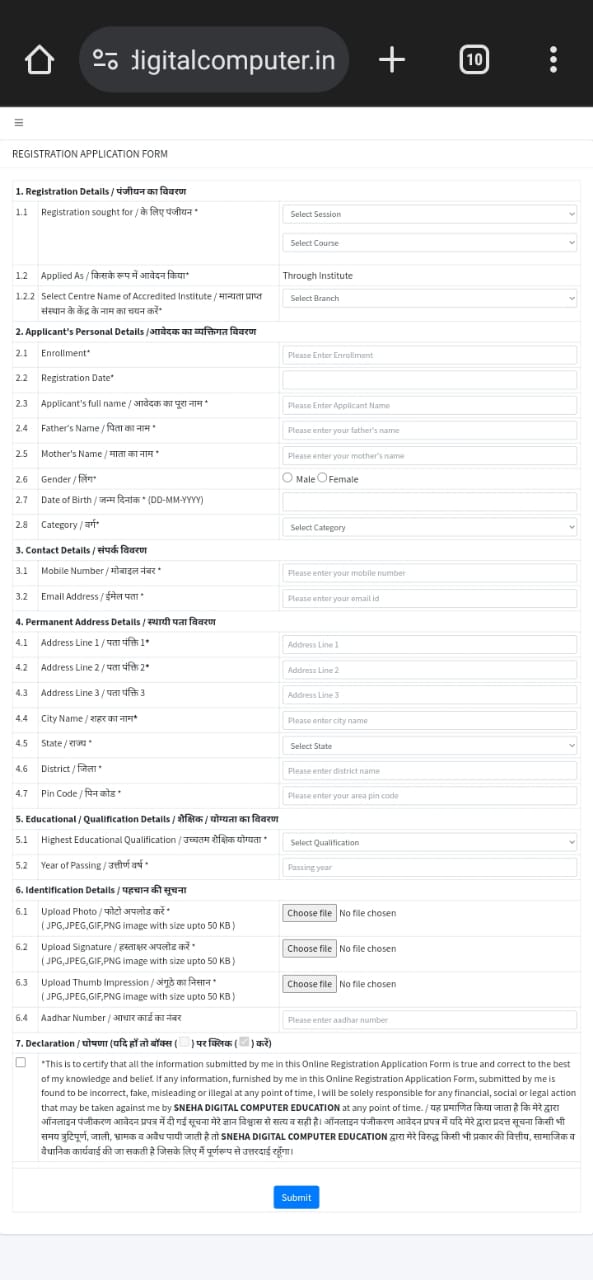 digitalcomputer.in
10
REGISTRATION APPLICATION FORM
1. Registration Details / पंजीयन का विवरण
1.1 Registration sought for / के लिए पंजीयन * Select Session
Select Course
1.2 Applied As / किसके रूप में आवेदन किया* Through Institute
1.2.2 Select Centre Name of Accredited Institute / मान्यता प्राप्त Select Branch
संस्थान के केंद्र के नाम का चयन करें*
2. Applicant's Personal Details /आवेदक का व्यक्तिगत विवरण
2.1 Enrollment* Please Enter Enrollment
2.2 Registration Date*
2.3 Applicant's full name / आवेदक का पूरा नाम * Please Enter Applicant Name
2.4 Father's Name / पिता का नाम * Please enter your father's name
2.5 Mother's Name / माता का नाम * Please enter your mother's name
2.6 Gender / लिंग* Male Female
2.7 Date of Birth / जन्म दिनांक * (DD-MM-YYYY)
2.8 Category / वर्ग* Select Category
3. Contact Details / संपर्क विवरण
3.1 Mobile Number / मोबाइल नंबर * Please enter your mobile number
3.2 Email Address / ईमेल पता * Please enter your email id
4. Permanent Address Details / स्थायी पता विवरण
4.1 Address Line 1 / पता पंक्ति 1* Address Line 1
4.2 Address Line 2 / पता पंक्ति 2* Address Line 2
4.3 Address Line 3 / पता पंक्ति 3 Address Line 3
4.4 City Name / शहर का नाम* Please enter city name
4.5 State / राज्य * Select State
4.6 District / जिला * Please enter district name
4.7 Pin Code / पिन कोड * Please enter your area pin code
5. Educational / Qualification Details / शैक्षिक / योग्यता का विवरण
5.1 Highest Educational Qualification / उच्चतम शैक्षिक योग्यता * Select Qualification
5.2 Year of Passing / उत्तीर्ण वर्ष * Passing year
6. Identification Details / पहचान की सूचना
6.1 Upload Photo / फोटो अपलोड करें * Choose file No file chosen
( JPG,JPEG,GIF,PNG image with size upto 50 KB )
6.2 Upload Signature / हस्ताक्षर अपलोड करें * Choose file No file chosen
( JPG,JPEG,GIF,PNG image with size upto 50 KB )
6.3 Upload Thumb Impression / अंगूठे का निसान * Choose file No file chosen
( JPG,JPEG,GIF,PNG image with size upto 50 KB )
6.4 Aadhar Number / आधार कार्ड का नंबर Please enter aadhar number
7. Declaration / घोषणा (यदि हाँ तो बॉक्स ( ) पर क्लिक ( ) करें)
*This is to certify that all the information submitted by me in this Online Registration Application Form is true and correct to the best
of my knowledge and belief. If any information, furnished by me in this Online Registration Application Form, submitted by me is
found to be incorrect, fake, misleading or illegal at any point of time, I will be solely responsible for any financial, social or legal action
that may be taken against me by SNEHA DIGITAL COMPUTER EDUCATION at any point of time. / यह प्रमाणित किया जाता है कि मेरे द्वारा
ऑनलाइन पंजीकरण आवेदन प्रपत्र में दी गई सूचना मेरे ज्ञान विश्वास से सत्य व सही है। ऑनलाइन पंजीकरण आवेदन प्रपत्र में यदि मेरे द्वारा प्रदत्त सूचना किसी भी
समय त्रुटिपूर्ण, जाली, भ्रामक व अवैध पायी जाती है तो SNEHA DIGITAL COMPUTER EDUCATION द्वारा मेरे विरुद्ध किसी भी प्रकार की वित्तीय, सामाजिक व
वैधानिक कार्यवाई की जा सकती है जिसके लिए मैं पूर्णरूप से उत्तरदाई रहूँगा।
Submit